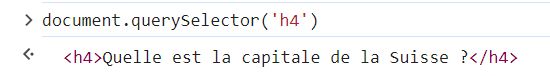 document.querySelector('h4')
<h4>Quelle est la capitale de la Suisse ?</h4>